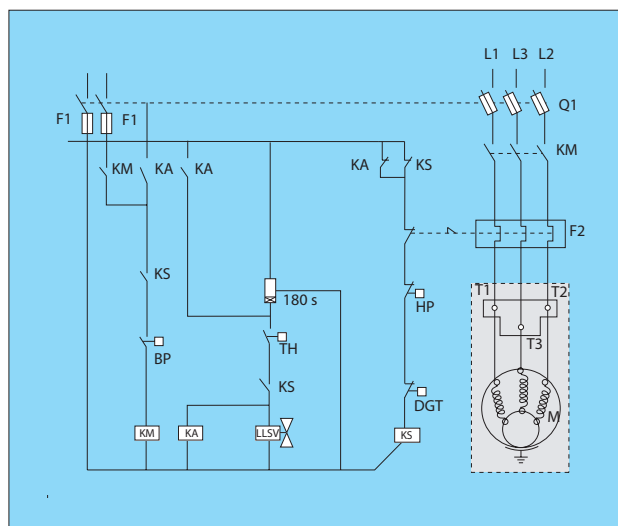 L1 L3 L2
F1 F1 Q1
KM
KM KA KA KA KS
F2
KS
180 s
T1 T2
HP
BP TH
T3
KS
DGT
M
KM KA LLSV KS